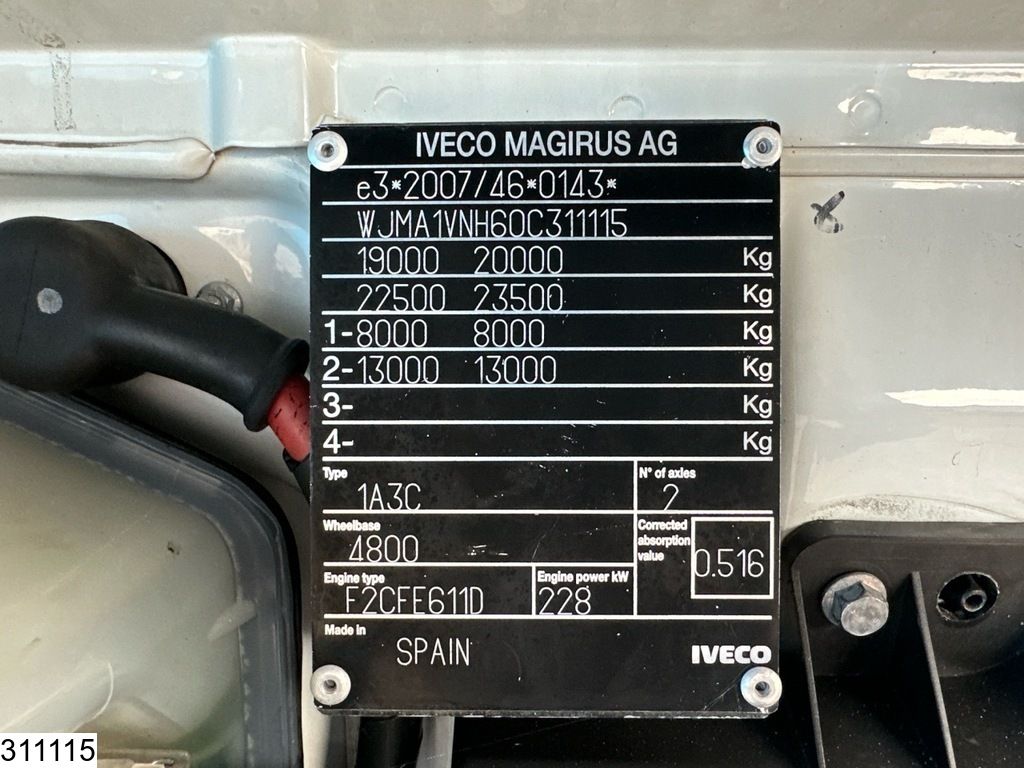 IVECO MAGIRUS AG
e3*2007/46*0143*
WJMA1VNH60C311115
19000 20000 Kg
22500 23500 Kg
1- 8000 8000 Kg
2- 13000 13000 Kg
3- Kg
4- Kg
Type N° of axles
1A3C 2
Wheelbase Corrected absorption value
4800 0.516
Engine type Engine power kW
F2CFE611D 228
Made in
SPAIN IVECO
311115